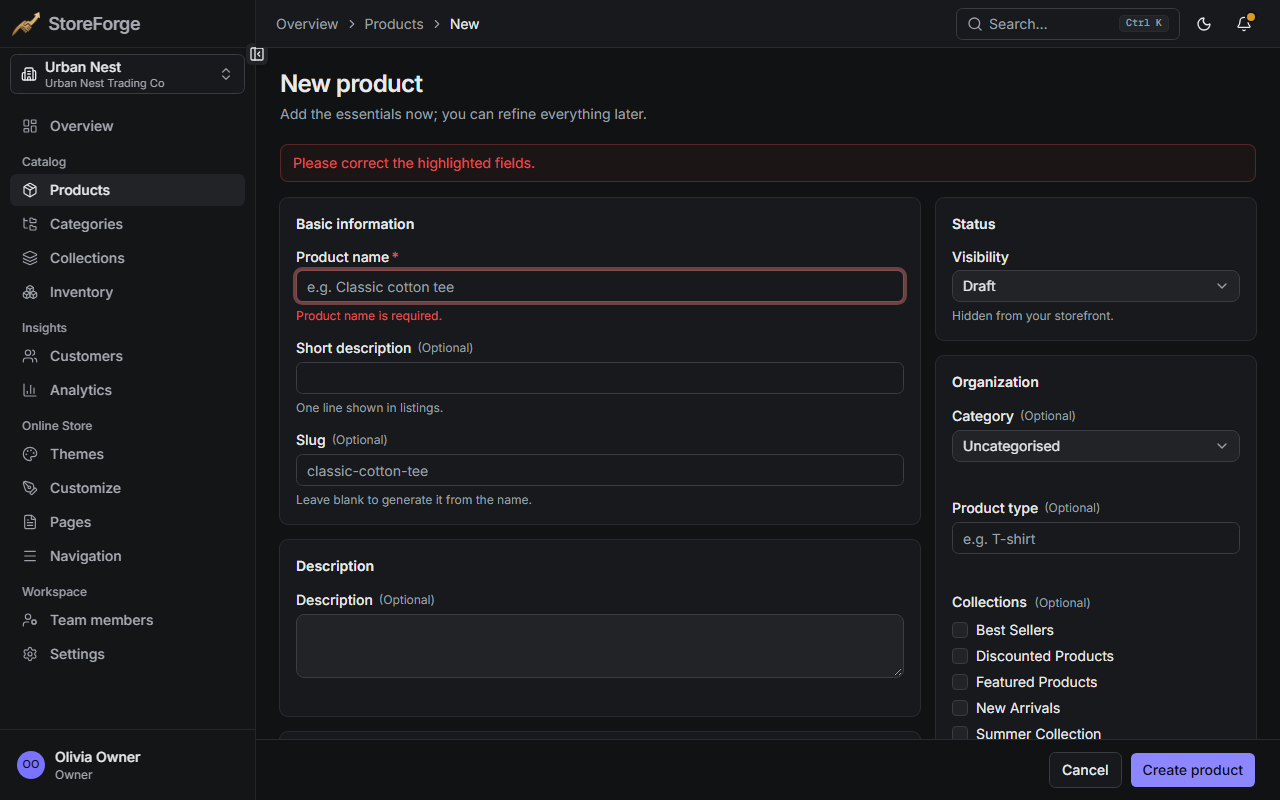 StoreForge
Overview > Products > New
Search... Ctrl K
Urban Nest
Urban Nest Trading Co
Overview
Catalog
Products
Categories
Collections
Inventory
Insights
Customers
Analytics
Online Store
Themes
Customize
Pages
Navigation
Workspace
Team members
Settings
OO
Olivia Owner
Owner
New product
Add the essentials now; you can refine everything later.
Please correct the highlighted fields.
Basic information
Product name *
e.g. Classic cotton tee
Product name is required.
Short description (Optional)
One line shown in listings.
Slug (Optional)
classic-cotton-tee
Leave blank to generate it from the name.
Description
Description (Optional)
Status
Visibility
Draft
Hidden from your storefront.
Organization
Category (Optional)
Uncategorised
Product type (Optional)
e.g. T-shirt
Collections (Optional)
Best Sellers
Discounted Products
Featured Products
New Arrivals
Summer Collection
Cancel
Create product